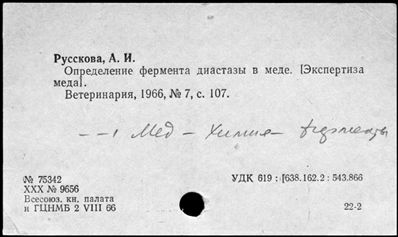 Русскова, А. И.
Определение фермента диастазы в меде. [Экспертиза
меда].
Ветеринария, 1966, № 7, с. 107.
– – ı Мед – Химия – ферменты
№ 75342
XXX № 9656
Всесоюз. кн. палата
и ГЦНМБ 2 VIII 66
УДК 619 : [638.162.2 : 543.866
22-2